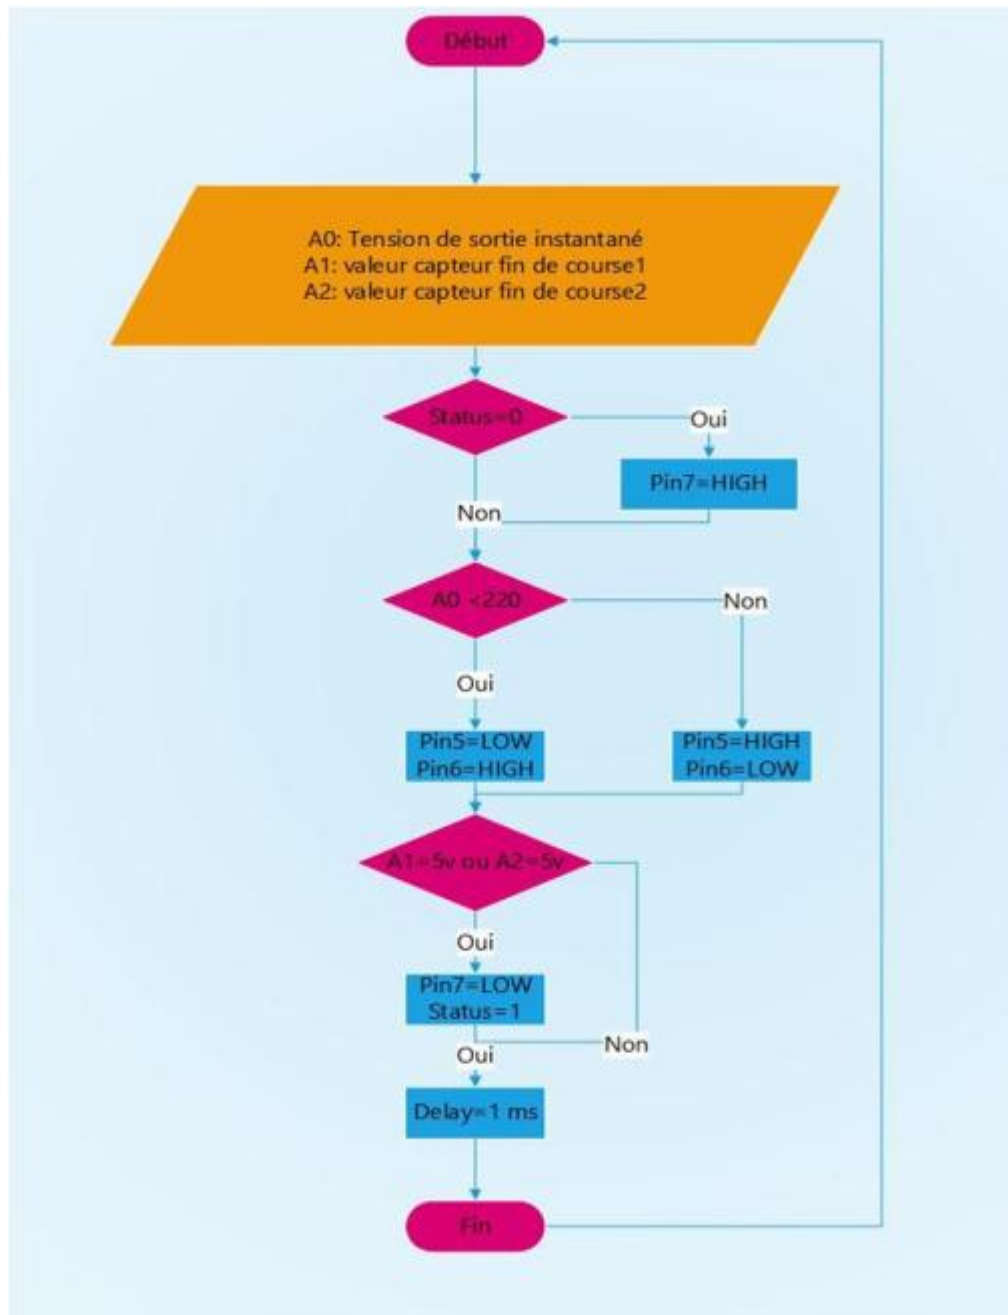 Début
A0: Tension de sortie instantané
A1: valeur capteur fin de course1
A2: valeur capteur fin de course2
Status=0
Oui
Pin7=HIGH
Non
A0 <220
Non
Oui
Pin5=LOW
Pin6=HIGH
Pin5=HIGH
Pin6=LOW
A1=5v ou A2=5v
Oui
Pin7=LOW
Status=1
Non
Oui
Delay=1 ms
Fin